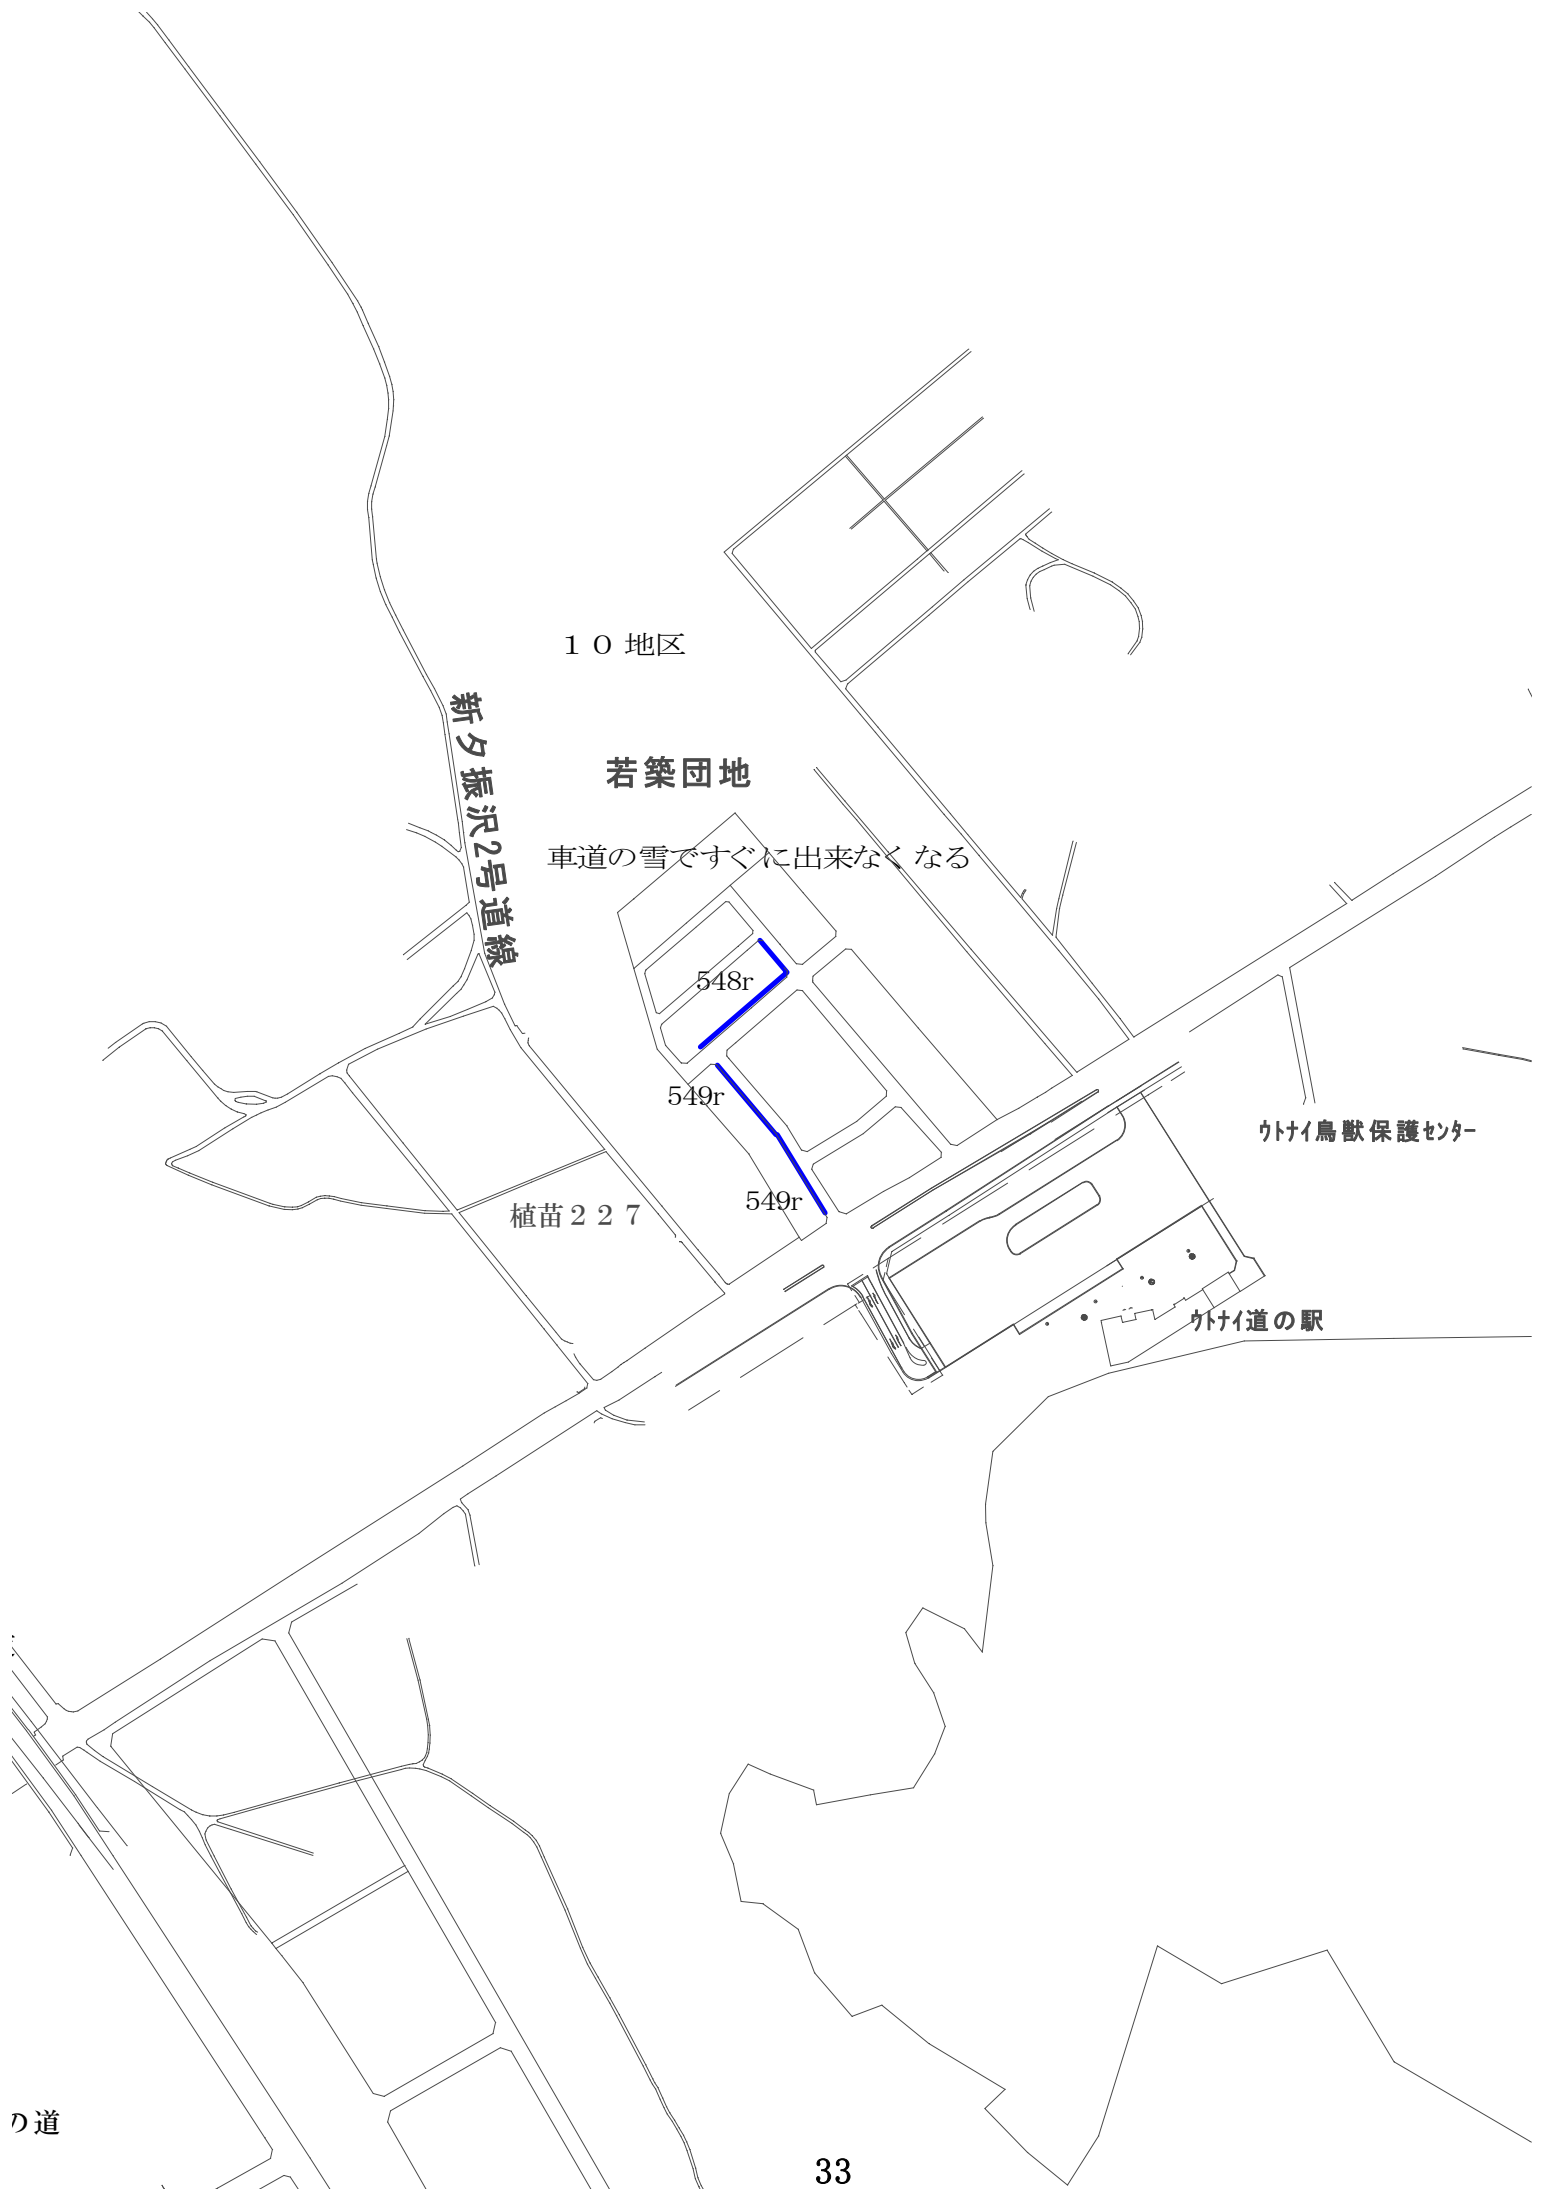 １０ 地区
新夕振沢2号道線
若築団地
車道の雪ですぐに出来なくなる
548r
549r
ｳﾄﾅｲ鳥獣保護ｾﾝﾀｰ
549r
植苗２２７
ｳﾄﾅｲ道の駅
の道
33